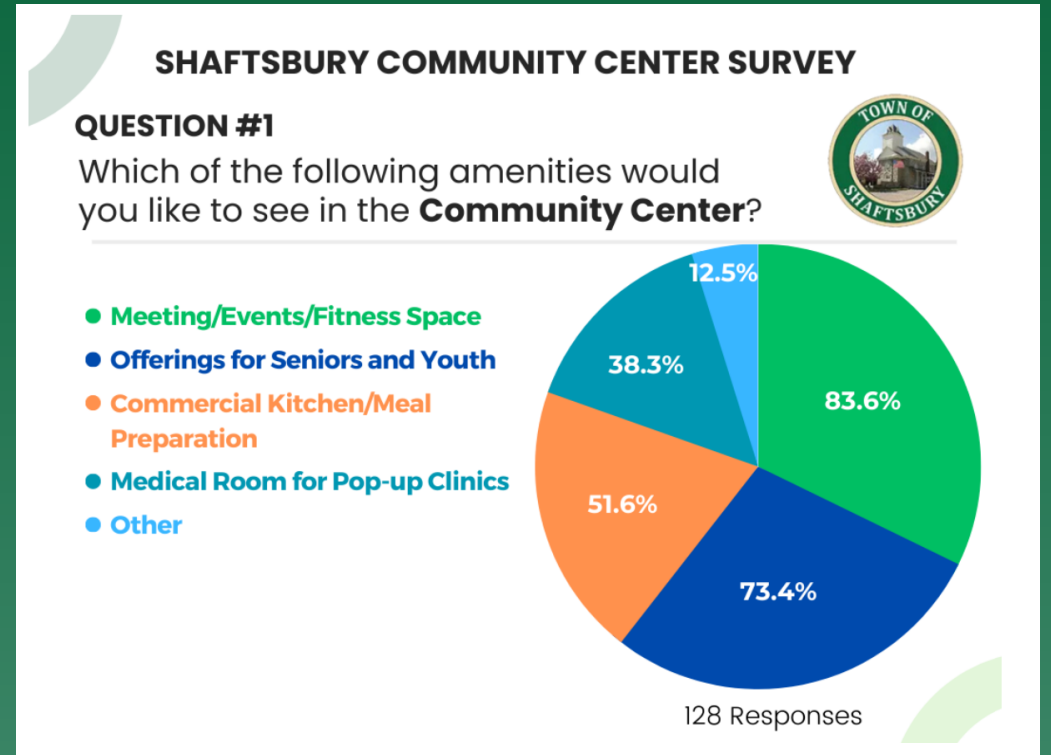 SHAFTSBURY COMMUNITY CENTER SURVEY
QUESTION #1
Which of the following amenities would
you like to see in the Community Center?
TOWN OF
SHAFTSBURY
Meeting/Events/Fitness Space
Offerings for Seniors and Youth
Commercial Kitchen/Meal
Preparation
Medical Room for Pop-up Clinics
Other
12.5%
83.6%
38.3%
51.6%
73.4%
128 Responses